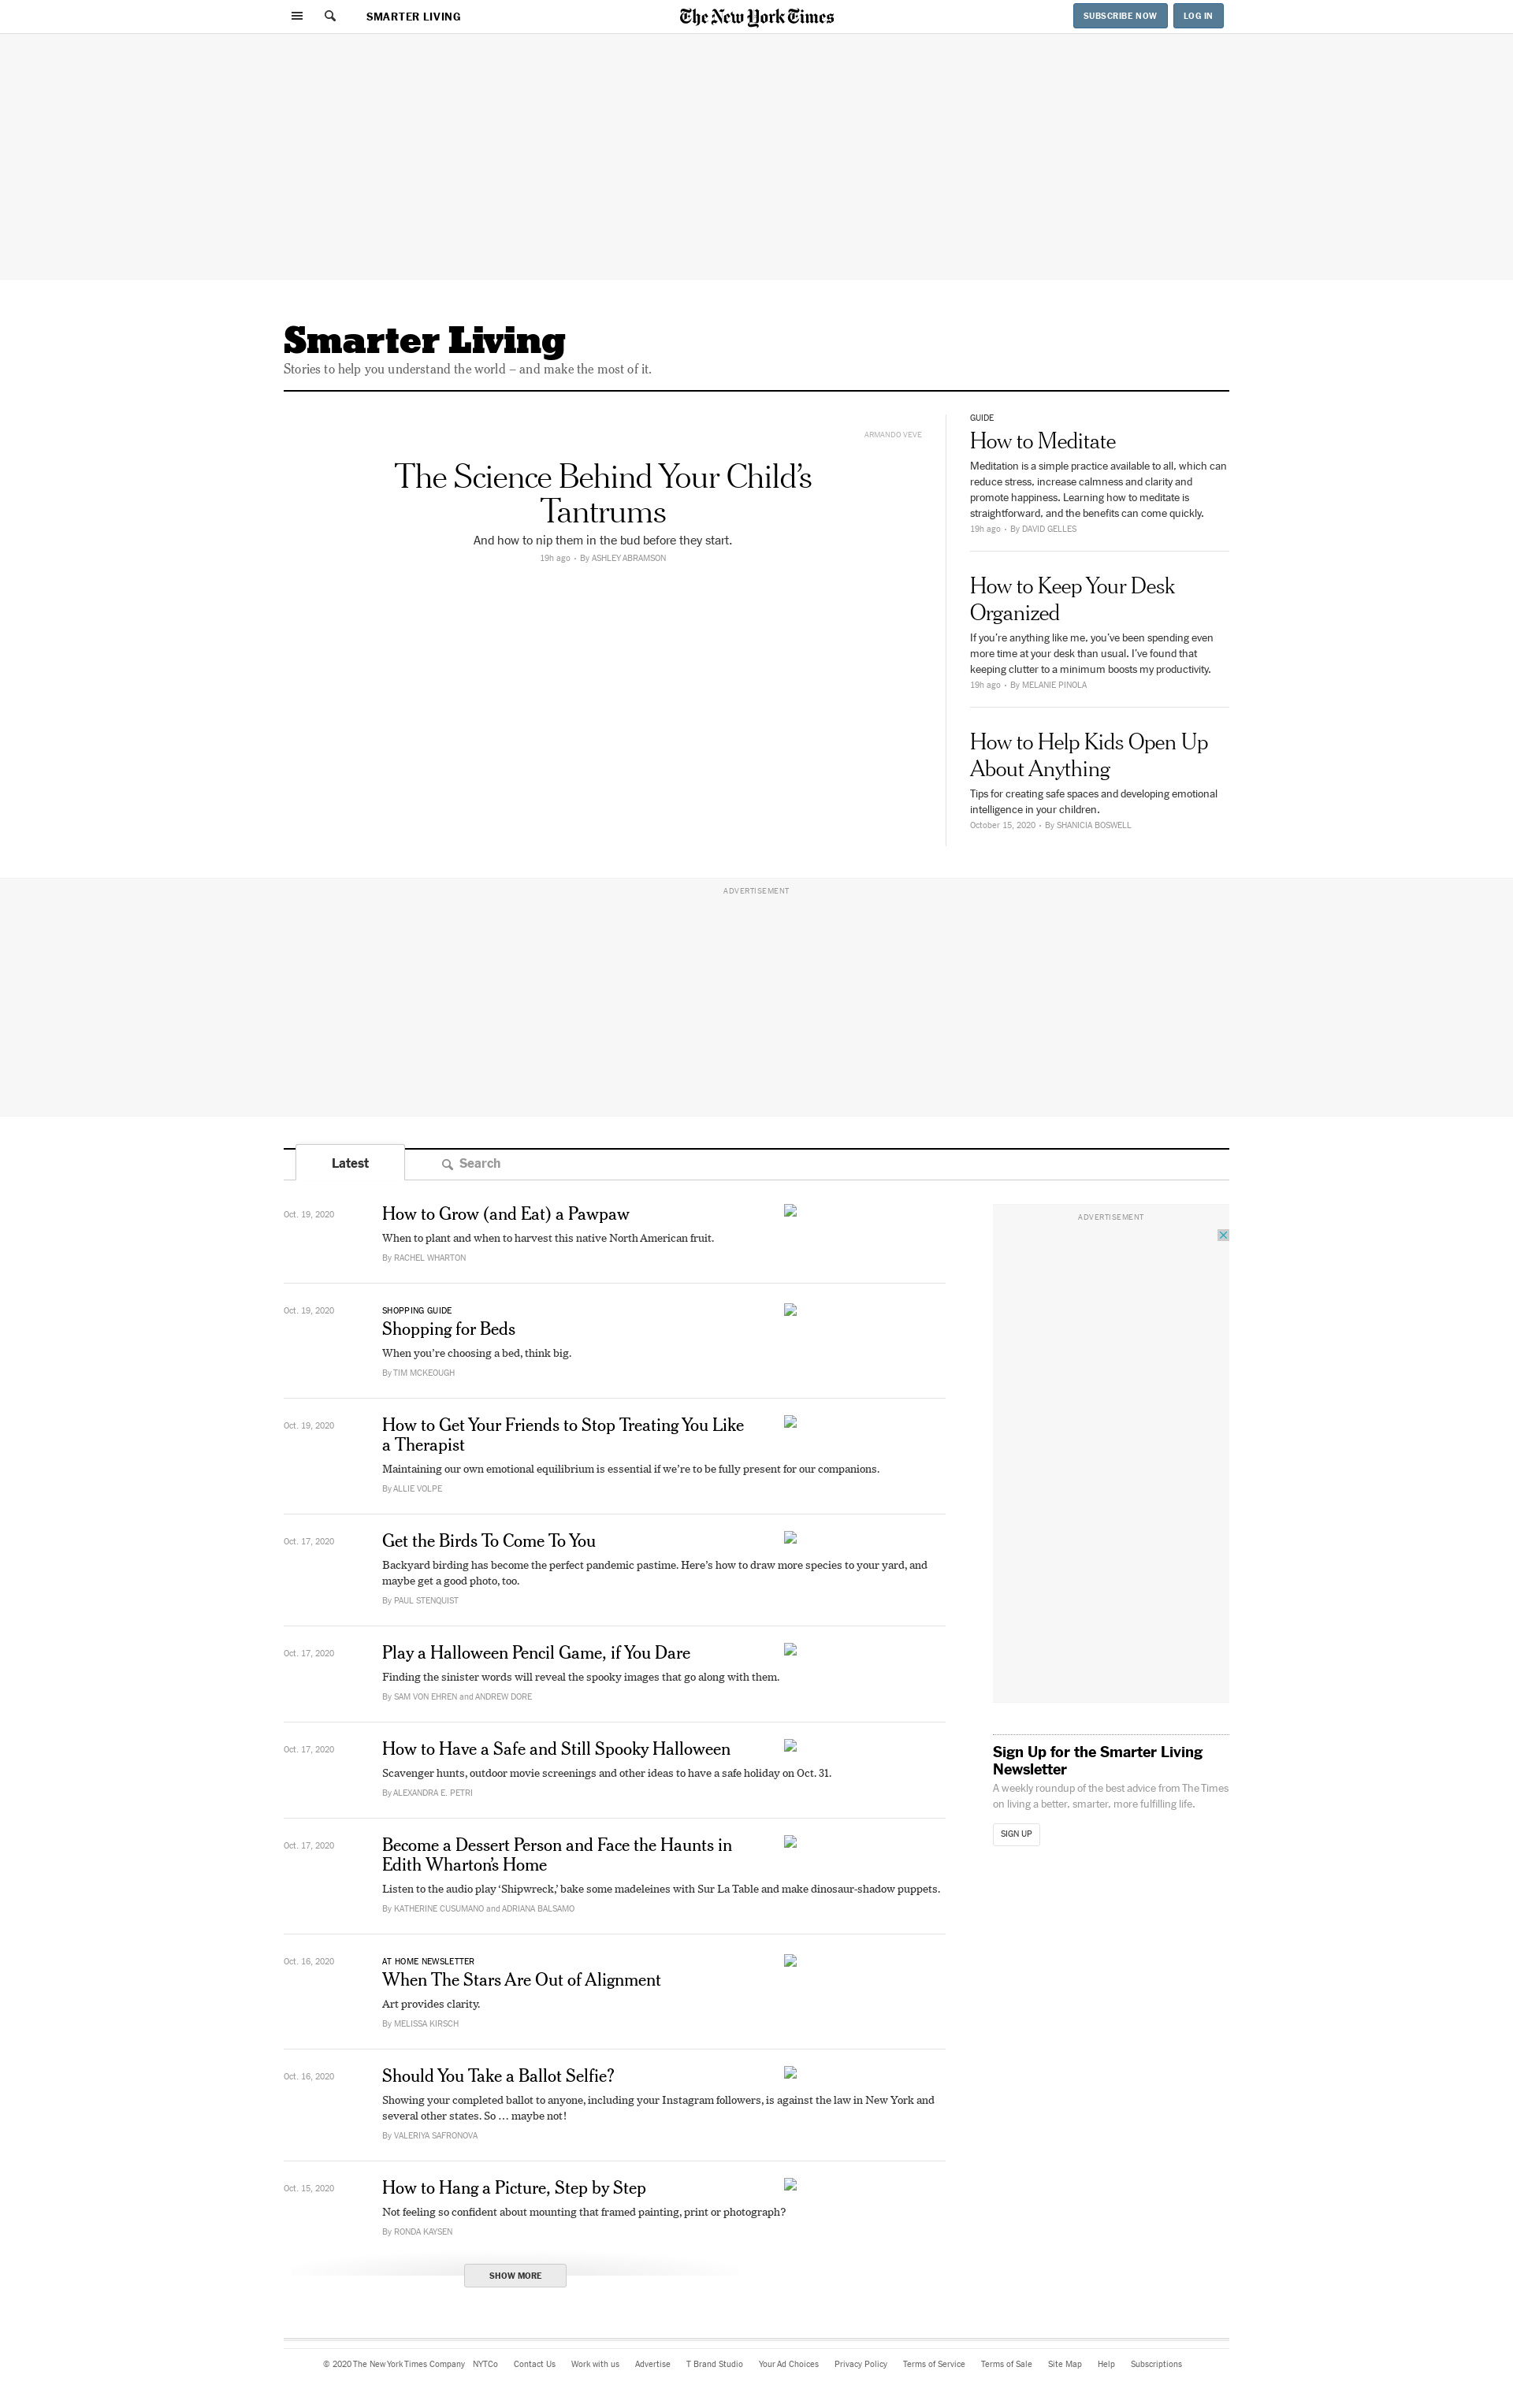 SMARTER LIVING
The New York Times
SUBSCRIBE NOW
LOG IN
Smarter Living
Stories to help you understand the world – and make the most of it.
ARMANDO VEVE
The Science Behind Your Child’s
Tantrums
And how to nip them in the bud before they start.
19h ago • By ASHLEY ABRAMSON
GUIDE
How to Meditate
Meditation is a simple practice available to all, which can
reduce stress, increase calmness and clarity and
promote happiness. Learning how to meditate is
straightforward, and the benefits can come quickly.
19h ago • By DAVID GELLES
How to Keep Your Desk
Organized
If you’re anything like me, you’ve been spending even
more time at your desk than usual. I’ve found that
keeping clutter to a minimum boosts my productivity.
19h ago • By MELANIE PINOLA
How to Help Kids Open Up
About Anything
Tips for creating safe spaces and developing emotional
intelligence in your children.
October 15, 2020 • By SHANICIA BOSWELL
ADVERTISEMENT
Latest
Search
Oct. 19, 2020
How to Grow (and Eat) a Pawpaw
When to plant and when to harvest this native North American fruit.
By RACHEL WHARTON
Oct. 19, 2020
SHOPPING GUIDE
Shopping for Beds
When you’re choosing a bed, think big.
By TIM MCKEOUGH
Oct. 19, 2020
How to Get Your Friends to Stop Treating You Like
a Therapist
Maintaining our own emotional equilibrium is essential if we’re to be fully present for our companions.
By ALLIE VOLPE
Oct. 17, 2020
Get the Birds To Come To You
Backyard birding has become the perfect pandemic pastime. Here’s how to draw more species to your yard, and
maybe get a good photo, too.
By PAUL STENQUIST
Oct. 17, 2020
Play a Halloween Pencil Game, if You Dare
Finding the sinister words will reveal the spooky images that go along with them.
By SAM VON EHREN and ANDREW DORE
Oct. 17, 2020
How to Have a Safe and Still Spooky Halloween
Scavenger hunts, outdoor movie screenings and other ideas to have a safe holiday on Oct. 31.
By ALEXANDRA E. PETRI
Oct. 17, 2020
Become a Dessert Person and Face the Haunts in
Edith Wharton’s Home
Listen to the audio play ‘Shipwreck,’ bake some madeleines with Sur La Table and make dinosaur-shadow puppets.
By KATHERINE CUSUMANO and ADRIANA BALSAMO
Oct. 16, 2020
AT HOME NEWSLETTER
When The Stars Are Out of Alignment
Art provides clarity.
By MELISSA KIRSCH
Oct. 16, 2020
Should You Take a Ballot Selfie?
Showing your completed ballot to anyone, including your Instagram followers, is against the law in New York and
several other states. So … maybe not!
By VALERIYA SAFRONOVA
Oct. 15, 2020
How to Hang a Picture, Step by Step
Not feeling so confident about mounting that framed painting, print or photograph?
By RONDA KAYSEN
SHOW MORE
ADVERTISEMENT
Sign Up for the Smarter Living
Newsletter
A weekly roundup of the best advice from The Times
on living a better, smarter, more fulfilling life.
SIGN UP
© 2020 The New York Times Company NYTCo Contact Us Work with us Advertise T Brand Studio Your Ad Choices Privacy Policy Terms of Service Terms of Sale Site Map Help Subscriptions